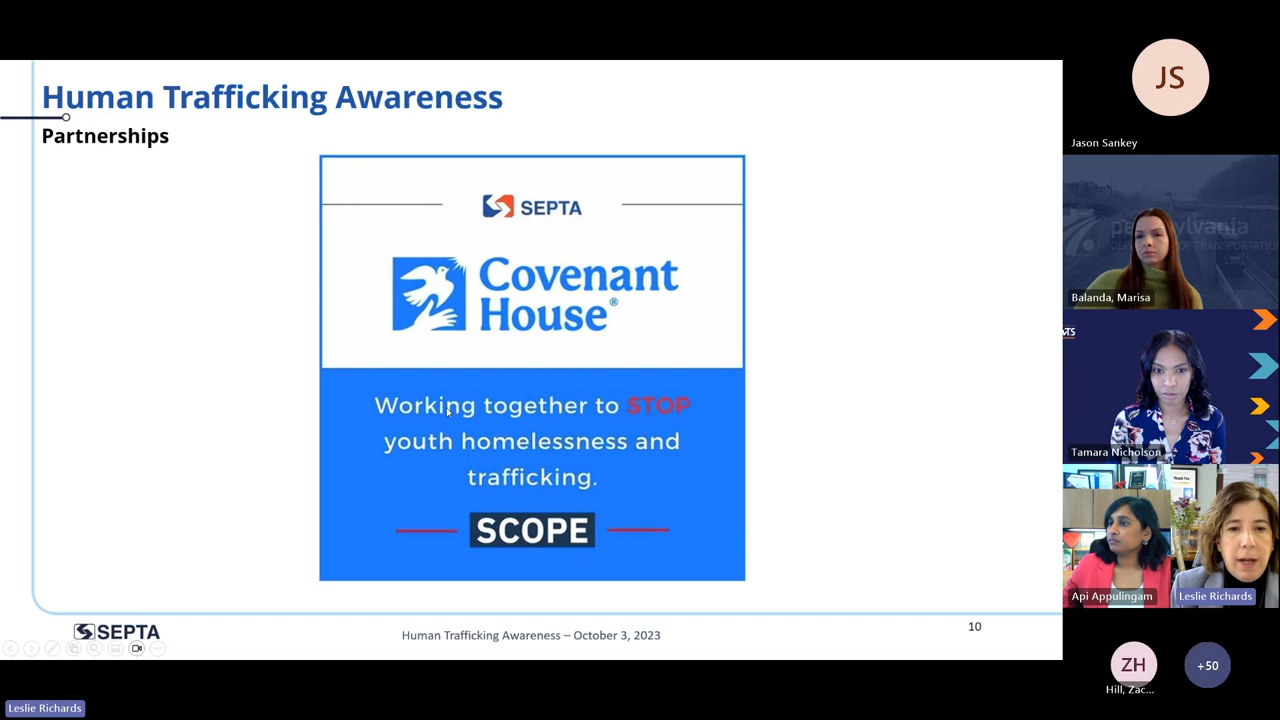 Human Trafficking Awareness
Partnerships
SEPTA
Covenant
House®
Working together to STOP
youth homelessness and
trafficking.
SCOPE
SEPTA
Human Trafficking Awareness – October 3, 2023
10
Leslie Richards
JS
Jason Sankey
Balanda, Marisa
Tamara Nicholson
Api Appulingam
Leslie Richards
ZH
Hill, Zac...
+50